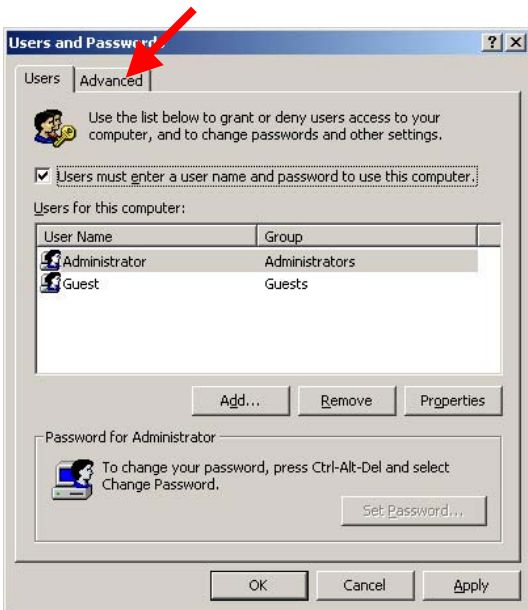 Users and Passwords
Users
Advanced
Use the list below to grant or deny users access to your
computer, and to change passwords and other settings.
Users must enter a user name and password to use this computer.
Users for this computer:
User Name Group
Administrator Administrators
Guest Guests
Add... Remove Properties
Password for Administrator
To change your password, press Ctrl-Alt-Del and select
Change Password.
Set Password...
OK Cancel Apply